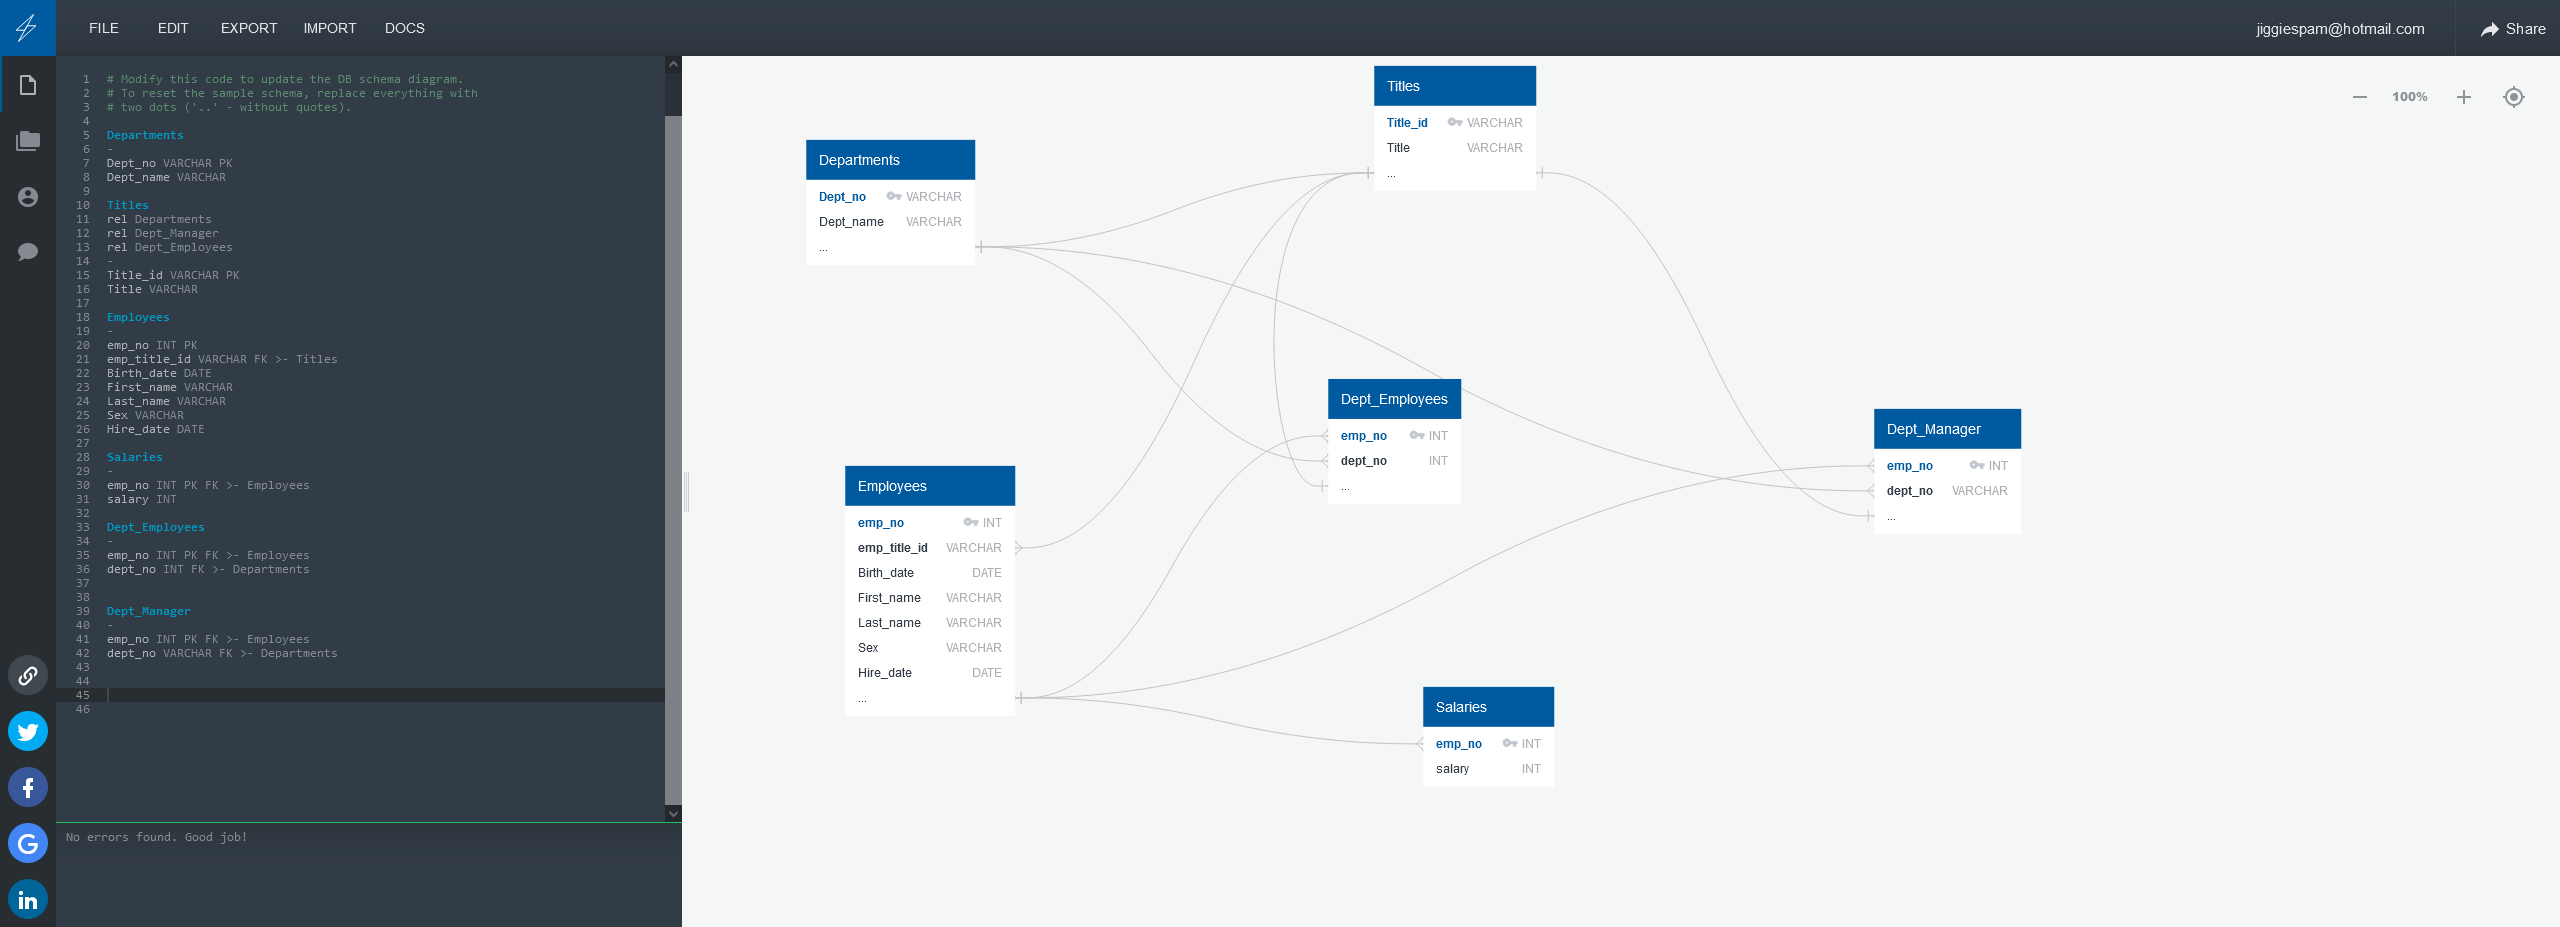 FILE EDIT EXPORT IMPORT DOCS
jiggiespam@hotmail.com Share
1 # Modify this code to update the DB schema diagram.
2 # To reset the sample schema, replace everything with
3 # two dots ('..' - without quotes).
4
5 Departments
6 -
7 Dept_no VARCHAR PK
8 Dept_name VARCHAR
9
10 Titles
11 rel Departments
12 rel Dept_Manager
13 rel Dept_Employees
14 -
15 Title_id VARCHAR PK
16 Title VARCHAR
17
18 Employees
19 -
20 emp_no INT PK
21 emp_title_id VARCHAR FK >- Titles
22 Birth_date DATE
23 First_name VARCHAR
24 Last_name VARCHAR
25 Sex VARCHAR
26 Hire_date DATE
27
28 Salaries
29 -
30 emp_no INT PK FK >- Employees
31 salary INT
32
33 Dept_Employees
34 -
35 emp_no INT PK FK >- Employees
36 dept_no INT FK >- Departments
37
38
39 Dept_Manager
40 -
41 emp_no INT PK FK >- Employees
42 dept_no VARCHAR FK >- Departments
43
44
45
46
No errors found. Good job!
100%
Titles
Title_id VARCHAR
Title VARCHAR
...
Departments
Dept_no VARCHAR
Dept_name VARCHAR
...
Dept_Employees
emp_no INT
dept_no INT
...
Dept_Manager
emp_no INT
dept_no VARCHAR
...
Employees
emp_no INT
emp_title_id VARCHAR
Birth_date DATE
First_name VARCHAR
Last_name VARCHAR
Sex VARCHAR
Hire_date DATE
...
Salaries
emp_no INT
salary INT